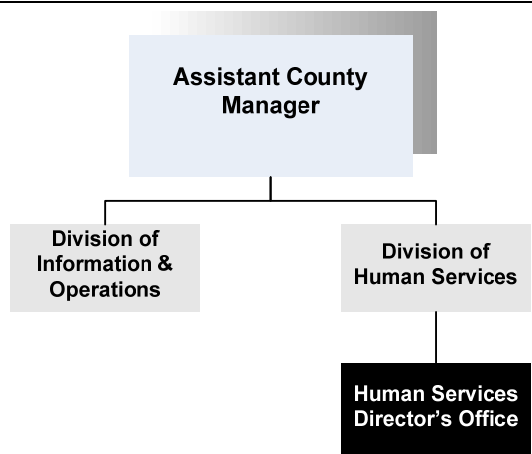 Assistant County
Manager
Division of
Information &
Operations
Division of
Human Services
Human Services
Director’s Office